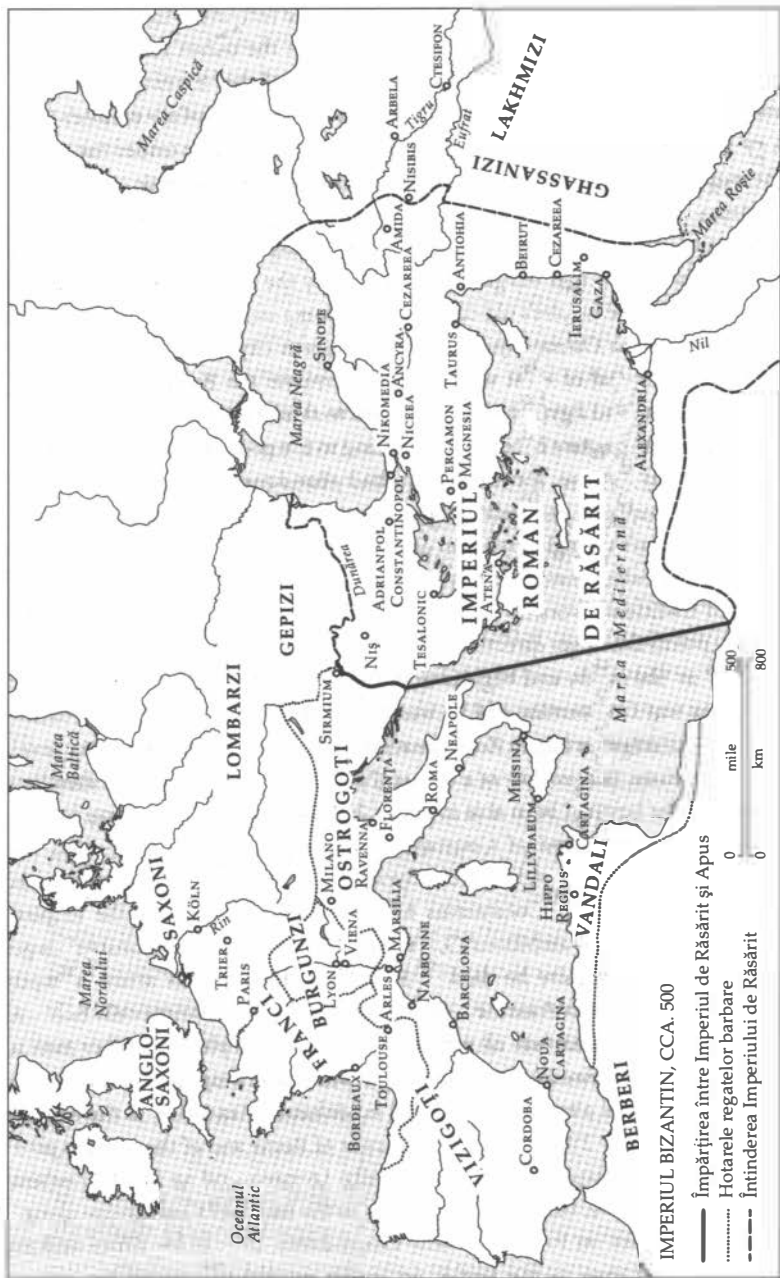 Marea Nordului
Marea
Baltică
Marea Caspică
ANGLO-
SAXONI
SAXONI
KÖLN
Rin
TRIER
PARIS
Oceanul
Atlantic
FRANCI
BURGUNZI
LOMBARZI
GEPIZI
BORDEAUX
LYON
VIENA
MILANO
TOULOUSE
ARLES
MARSILIA
NARBONNE
RAVENNA
OSTROGOȚI
FLORENȚA
SIRMIUM
Dunărea
NIȘ
Marea Neagră
SINOPE
VIZIGOȚI
BARCELONA
ROMA
NEAPOLE
TESALONIC
ADRIANPOL
CONSTANTINOPOL
NIKOMEDIA
NICEEA
ANCYRA
CEZAREEA
AMIDA
NISIBIS
ARBELA
Tigru
CTESIFON
Eufrat
LAKHMIZI
GHASSANIZI
CORDOBA
NOUA
CARTAGINA
MESSINA
LILLYBAEUM
HIPPO
REGIUS
CARTAGINA
VANDALI
BERBERI
IMPERIUL
ROMAN
DE RĂSĂRIT
ATENA
PERGAMON
MAGNESIA
TAURUS
ANTIOHIA
BEIRUT
CEZAREEA
IERUSALIM
GAZA
Marea Roșie
Marea Mediterană
ALEXANDRIA
Nil
IMPERIUL BIZANTIN, CCA. 500
Împărțirea între Imperiul de Răsărit și Apus
Hotarele regatelor barbare
Întinderea Imperiului de Răsărit
0 mile 500
0 km 800